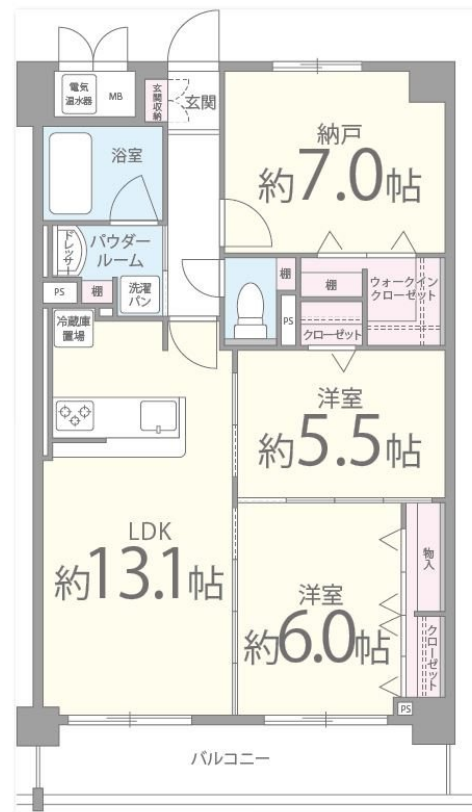 電気
温水器
MB
玄関収納
玄関
浴室
納戸
約7.0帖
ドレッサー
パウダー
ルーム
PS
棚
洗濯
パン
棚
棚
ウォークイン
クローゼット
PS
クローゼット
冷蔵庫
置場
洋室
約5.5帖
LDK
約13.1帖
物入
洋室
約6.0帖
クローゼット
PS
バルコニー